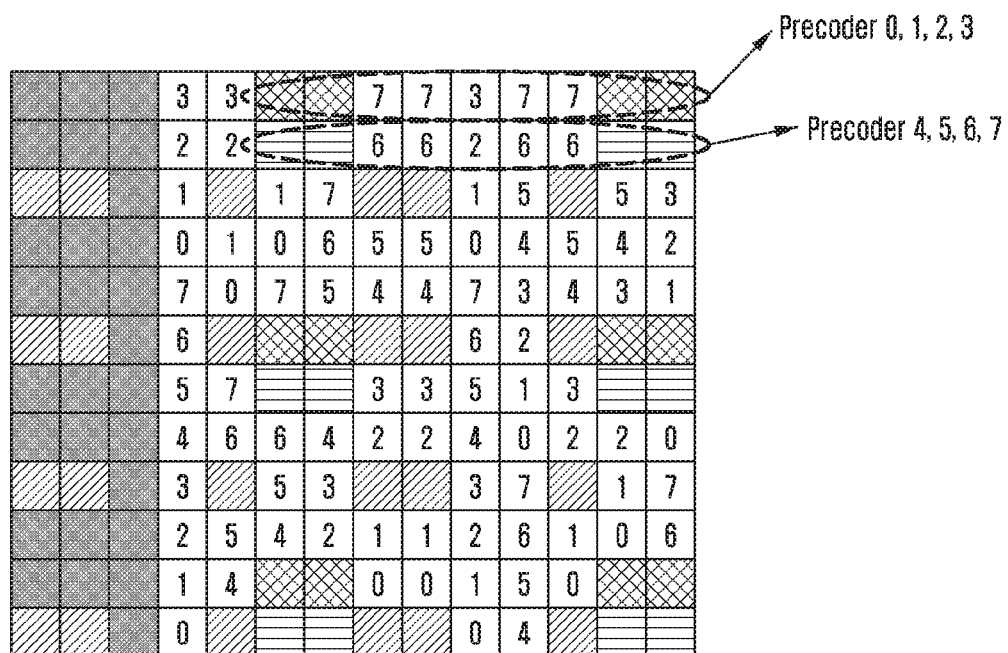 Precoder 0, 1, 2, 3
3 3 7 7 3 7 7
Precoder 4, 5, 6, 7
2 2 6 6 2 6 6
1 1 7 1 5 5 3
0 1 0 6 5 5 0 4 5 4 2
7 0 7 5 4 4 7 3 4 3 1
6 6 2
5 7 3 3 5 1 3
4 6 6 4 2 2 4 0 2 2 0
3 5 3 3 7 1 7
2 5 4 2 1 1 2 6 1 0 6
1 4 0 0 1 5 0
0 0 4